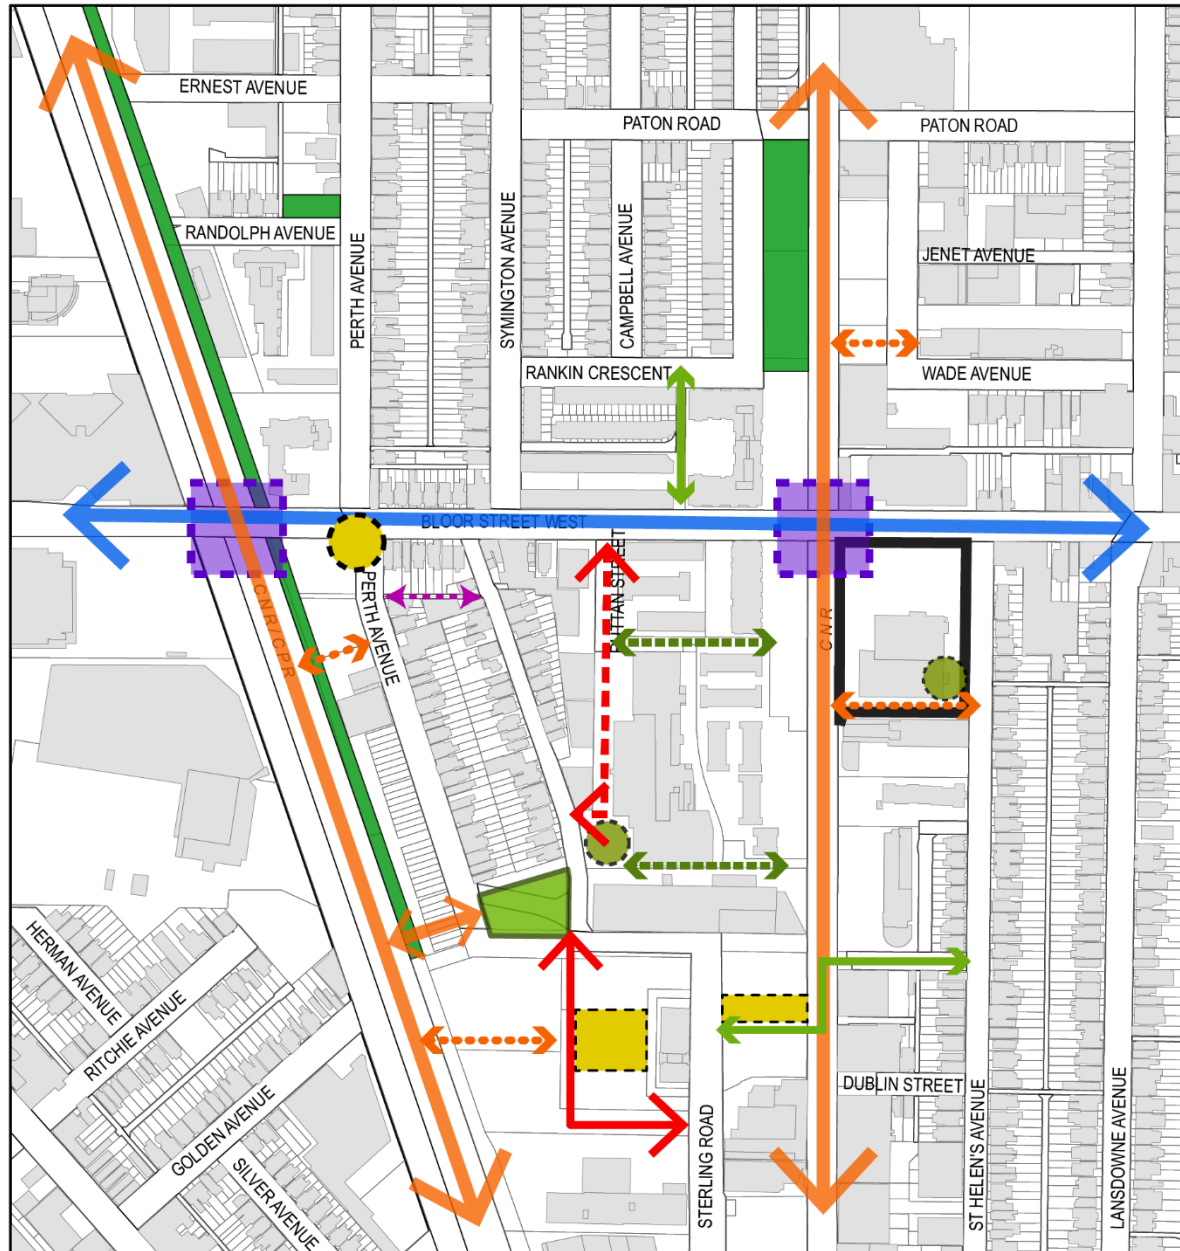 ERNEST AVENUE
PATON ROAD
PATON ROAD
RANDOLPH AVENUE
PERTH AVENUE
SYMINGTON AVENUE
CAMPBELL AVENUE
JENET AVENUE
RANKIN CRESCENT
WADE AVENUE
BLOOR STREET WEST
PERTH AVENUE
CNR/CPR
STREET
CNR
HERMAN AVENUE
RITCHIE AVENUE
GOLDEN AVENUE
SILVER AVENUE
STERLING ROAD
DUBLIN STREET
ST HELEN'S AVENUE
LANSDOWNE AVENUE